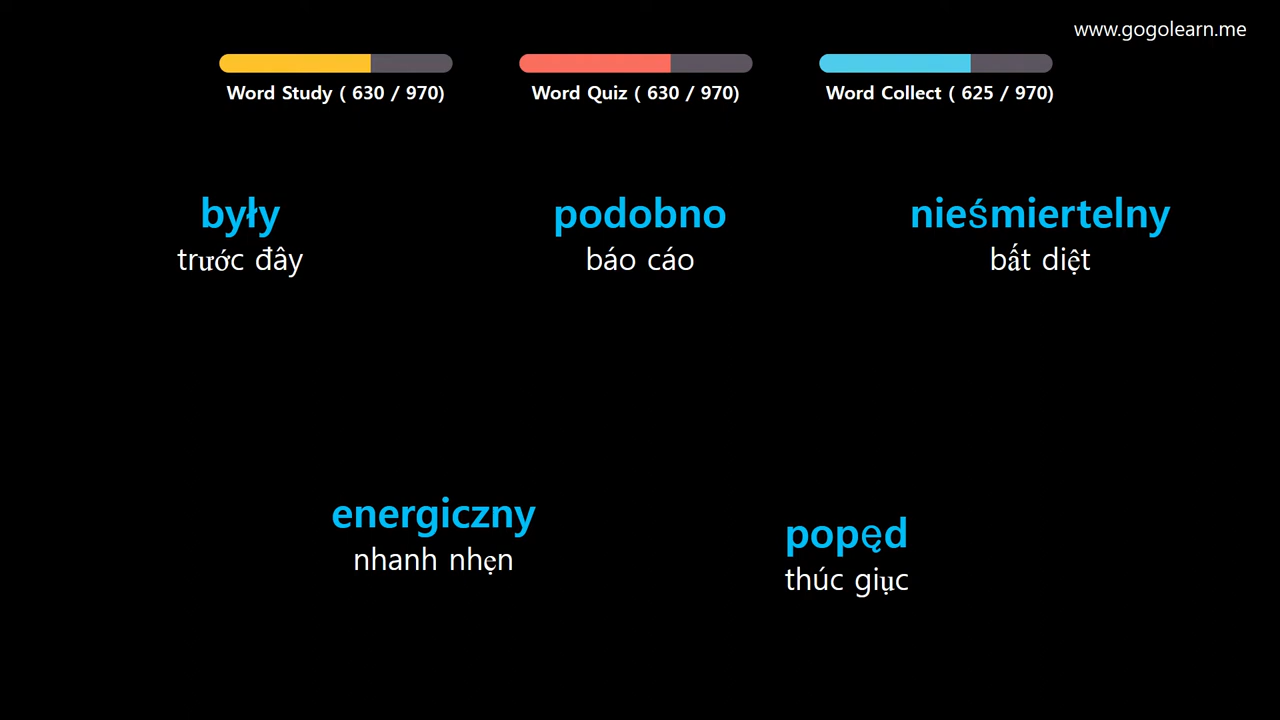 www.gogolearn.me
Word Study ( 630 / 970)
Word Quiz ( 630 / 970)
Word Collect ( 625 / 970)
były
trước đây
podobno
báo cáo
nieśmiertelny
bất diệt
energiczny
nhanh nhẹn
popęd
thúc giục